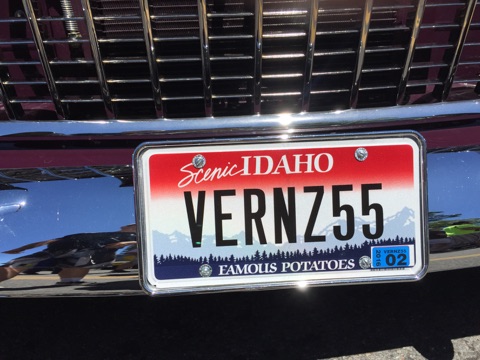 Scenic IDAHO
VERNZ55
FAMOUS POTATOES
02